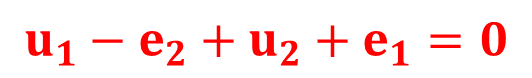 u₁ − e₂ + u₂ + e₁ = 0